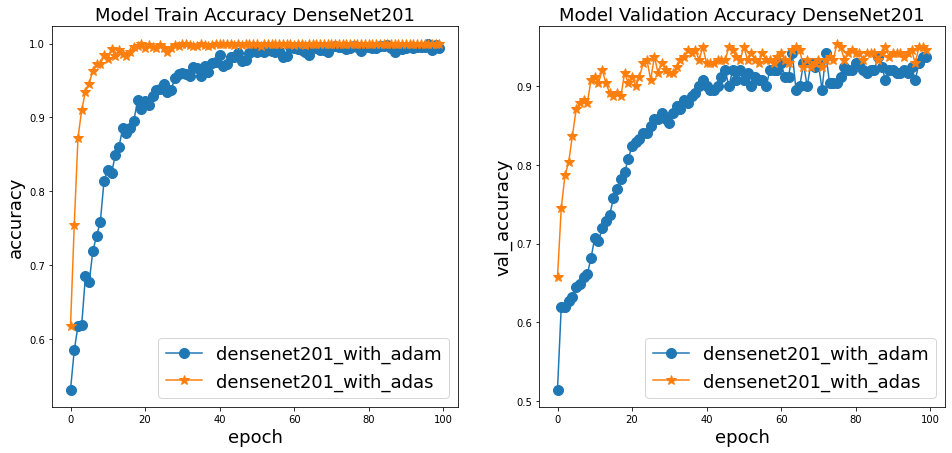 Model Train Accuracy DenseNet201
accuracy
1.0
0.9
0.8
0.7
0.6
densenet201_with_adam
densenet201_with_adas
0 20 40 60 80 100
epoch
Model Validation Accuracy DenseNet201
val_accuracy
0.9
0.8
0.7
0.6
0.5
densenet201_with_adam
densenet201_with_adas
0 20 40 60 80 100
epoch